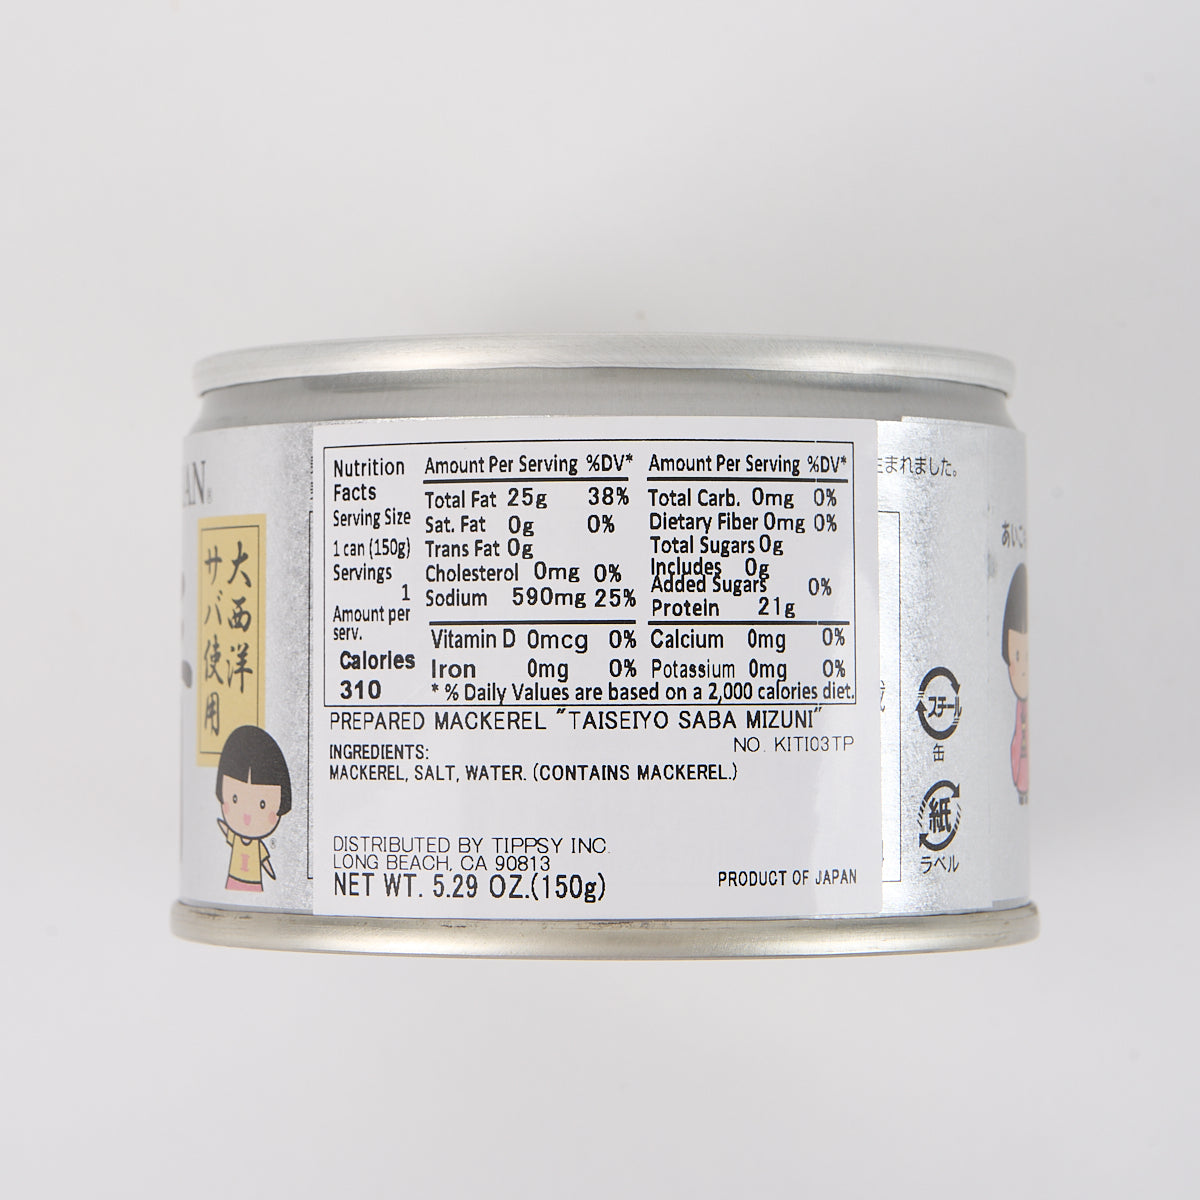 AN®
大西洋
サバ使用
Nutrition
Facts
Serving Size
1 can (150g)
Servings
1
Amount per
serv.
Calories
310
Amount Per Serving %DV*
Total Fat 25g 38%
Sat. Fat 0g 0%
Trans Fat 0g
Cholesterol 0mg 0%
Sodium 590mg 25%
Vitamin D 0mcg 0%
Iron 0mg 0%
Amount Per Serving %DV*
Total Carb. 0mg 0%
Dietary Fiber 0mg 0%
Total Sugars 0g
Includes 0g
Added Sugars 0%
Protein 21g
Calcium 0mg 0%
Potassium 0mg 0%
* % Daily Values are based on a 2,000 calories diet.
PREPARED MACKEREL "TAISEIYO SABA MIZUNI"
NO. KITI03TP
INGREDIENTS:
MACKEREL, SALT, WATER. (CONTAINS MACKEREL.)
DISTRIBUTED BY TIPPSY INC.
LONG BEACH, CA 90813
NET WT. 5.29 OZ.(150g)
PRODUCT OF JAPAN
まれました。
あいこ
スチール
缶
紙
ラベル